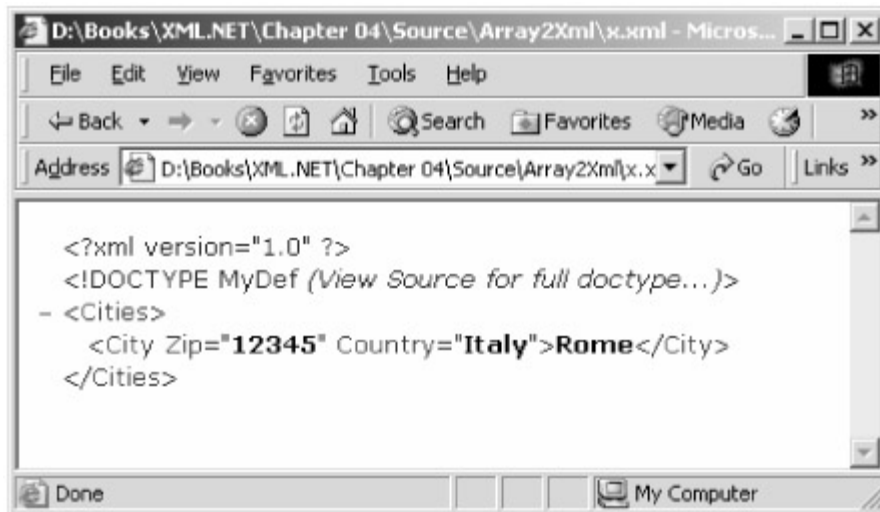 D:\Books\XML.NET\Chapter 04\Source\Array2Xml\x.xml - Micros...
File Edit View Favorites Tools Help
Back Search Favorites Media »
Address D:\Books\XML.NET\Chapter 04\Source\Array2Xml\x.x Go Links »
<?xml version="1.0" ?>
<!DOCTYPE MyDef (View Source for full doctype...)>
- <Cities>
<City Zip="12345" Country="Italy">Rome</City>
</Cities>
Done My Computer